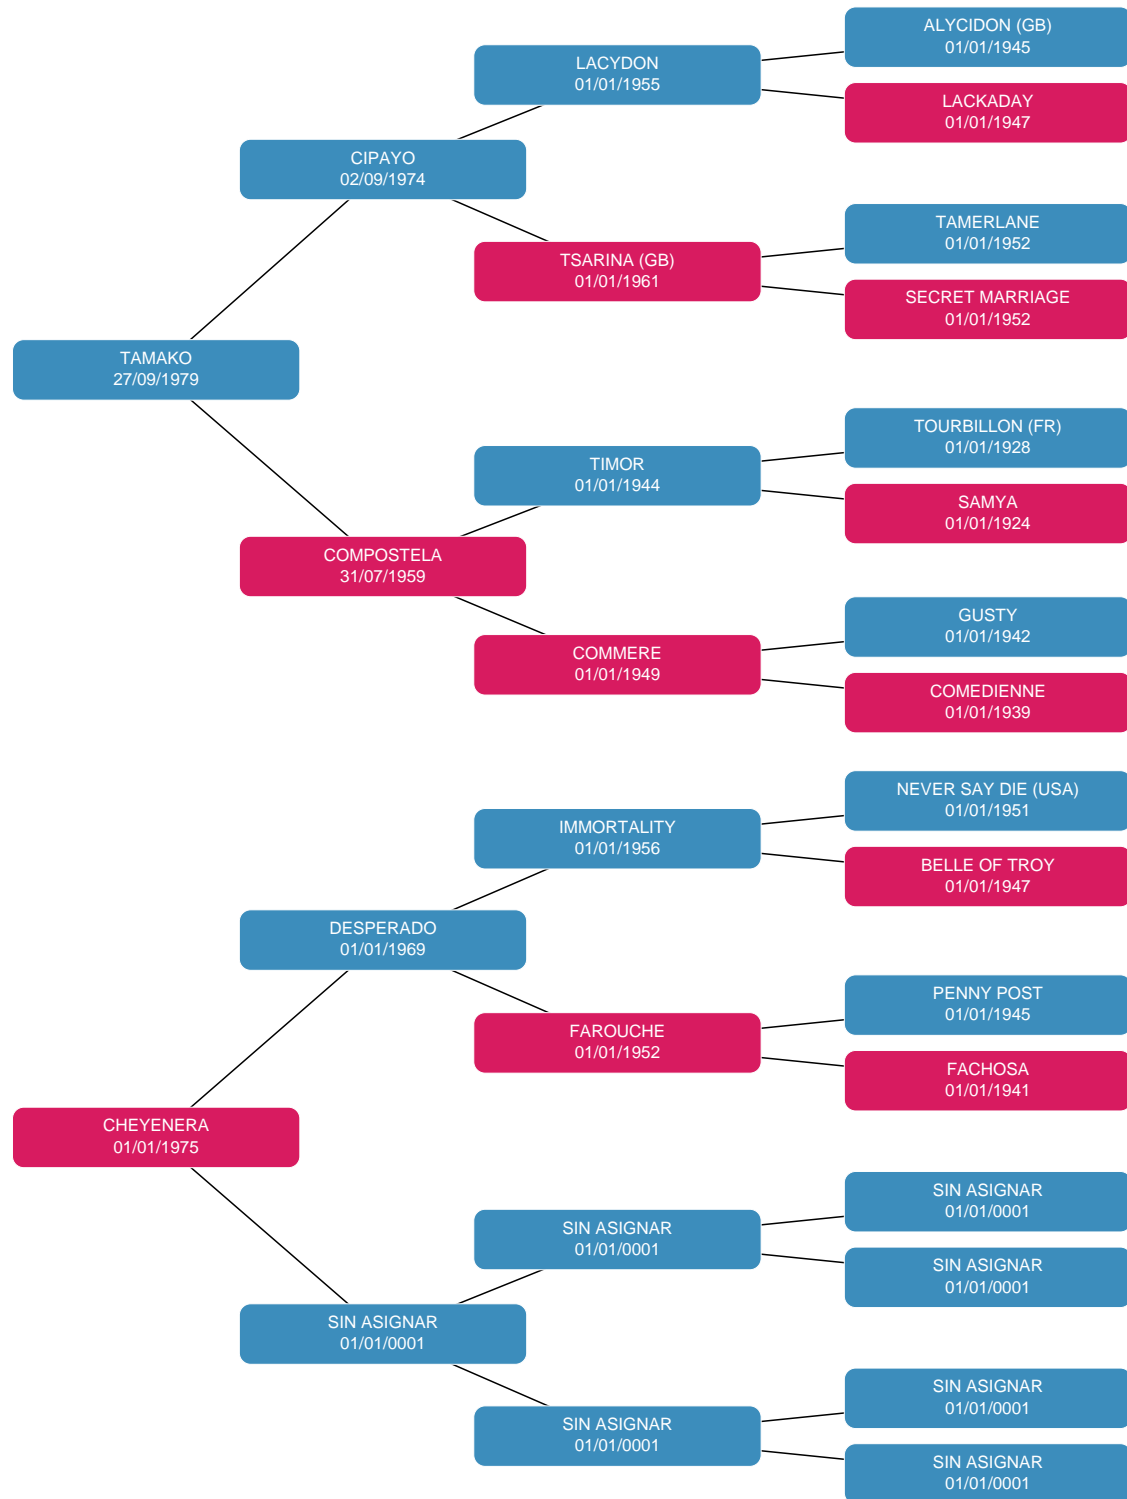 ALYCIDON (GB)
01/01/1945
LACYDON
01/01/1955
LACKADAY
01/01/1947
CIPAYO
02/09/1974
TAMERLANE
01/01/1952
TSARINA (GB)
01/01/1961
SECRET MARRIAGE
01/01/1952
TAMAKO
27/09/1979
TOURBILLON (FR)
01/01/1928
TIMOR
01/01/1944
SAMYA
01/01/1924
COMPOSTELA
31/07/1959
GUSTY
01/01/1942
COMMERE
01/01/1949
COMEDIENNE
01/01/1939
NEVER SAY DIE (USA)
01/01/1951
IMMORTALITY
01/01/1956
BELLE OF TROY
01/01/1947
DESPERADO
01/01/1969
PENNY POST
01/01/1945
FAROUCHE
01/01/1952
FACHOSA
01/01/1941
CHEYENERA
01/01/1975
SIN ASIGNAR
01/01/0001
SIN ASIGNAR
01/01/0001
SIN ASIGNAR
01/01/0001
SIN ASIGNAR
01/01/0001
SIN ASIGNAR
01/01/0001
SIN ASIGNAR
01/01/0001
SIN ASIGNAR
01/01/0001